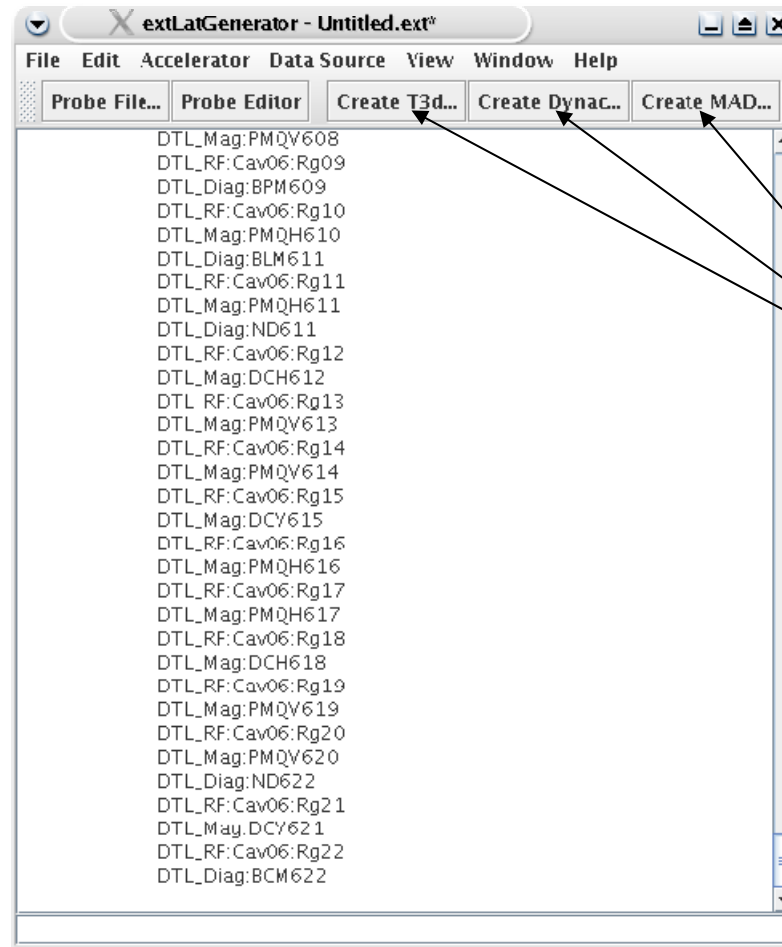 extLatGenerator - Untitled.ext*
File Edit Accelerator Data Source View Window Help
Probe File... Probe Editor Create T3d... Create Dynac... Create MAD...
DTL_Mag:PMQV608
DTL_RF:Cav06:Rg09
DTL_Diag:BPM609
DTL_RF:Cav06:Rg10
DTL_Mag:PMQH610
DTL_Diag:BLM611
DTL_RF:Cav06:Rg11
DTL_Mag:PMQH611
DTL_Diag:ND611
DTL_RF:Cav06:Rg12
DTL_Mag:DCH612
DTL_RF:Cav06:Rg13
DTL_Mag:PMQV613
DTL_RF:Cav06:Rg14
DTL_Mag:PMQV614
DTL_RF:Cav06:Rg15
DTL_Mag:DCV615
DTL_RF:Cav06:Rg16
DTL_Mag:PMQH616
DTL_RF:Cav06:Rg17
DTL_Mag:PMQH617
DTL_RF:Cav06:Rg18
DTL_Mag:DCH618
DTL_RF:Cav06:Rg19
DTL_Mag:PMQV619
DTL_RF:Cav06:Rg20
DTL_Mag:PMQV620
DTL_Diag:ND622
DTL_RF:Cav06:Rg21
DTL_Mag:DCV621
DTL_RF:Cav06:Rg22
DTL_Diag:BCM622